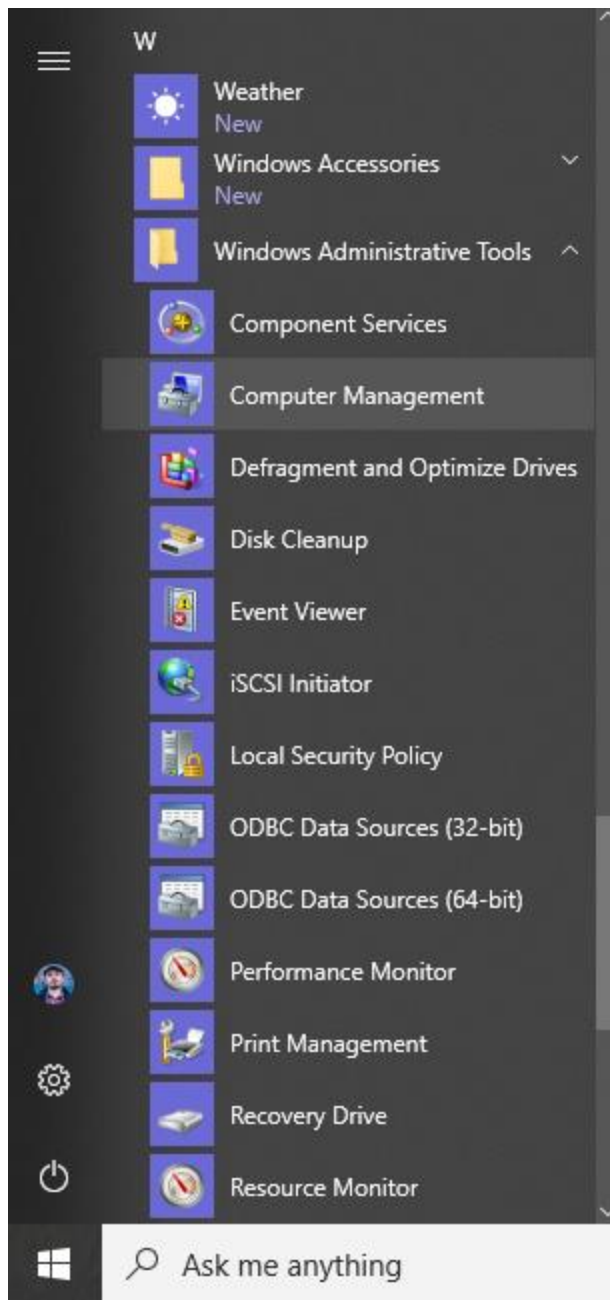 W
Weather
New
Windows Accessories
New
Windows Administrative Tools
Component Services
Computer Management
Defragment and Optimize Drives
Disk Cleanup
Event Viewer
iSCSI Initiator
Local Security Policy
ODBC Data Sources (32-bit)
ODBC Data Sources (64-bit)
Performance Monitor
Print Management
Recovery Drive
Resource Monitor
Ask me anything